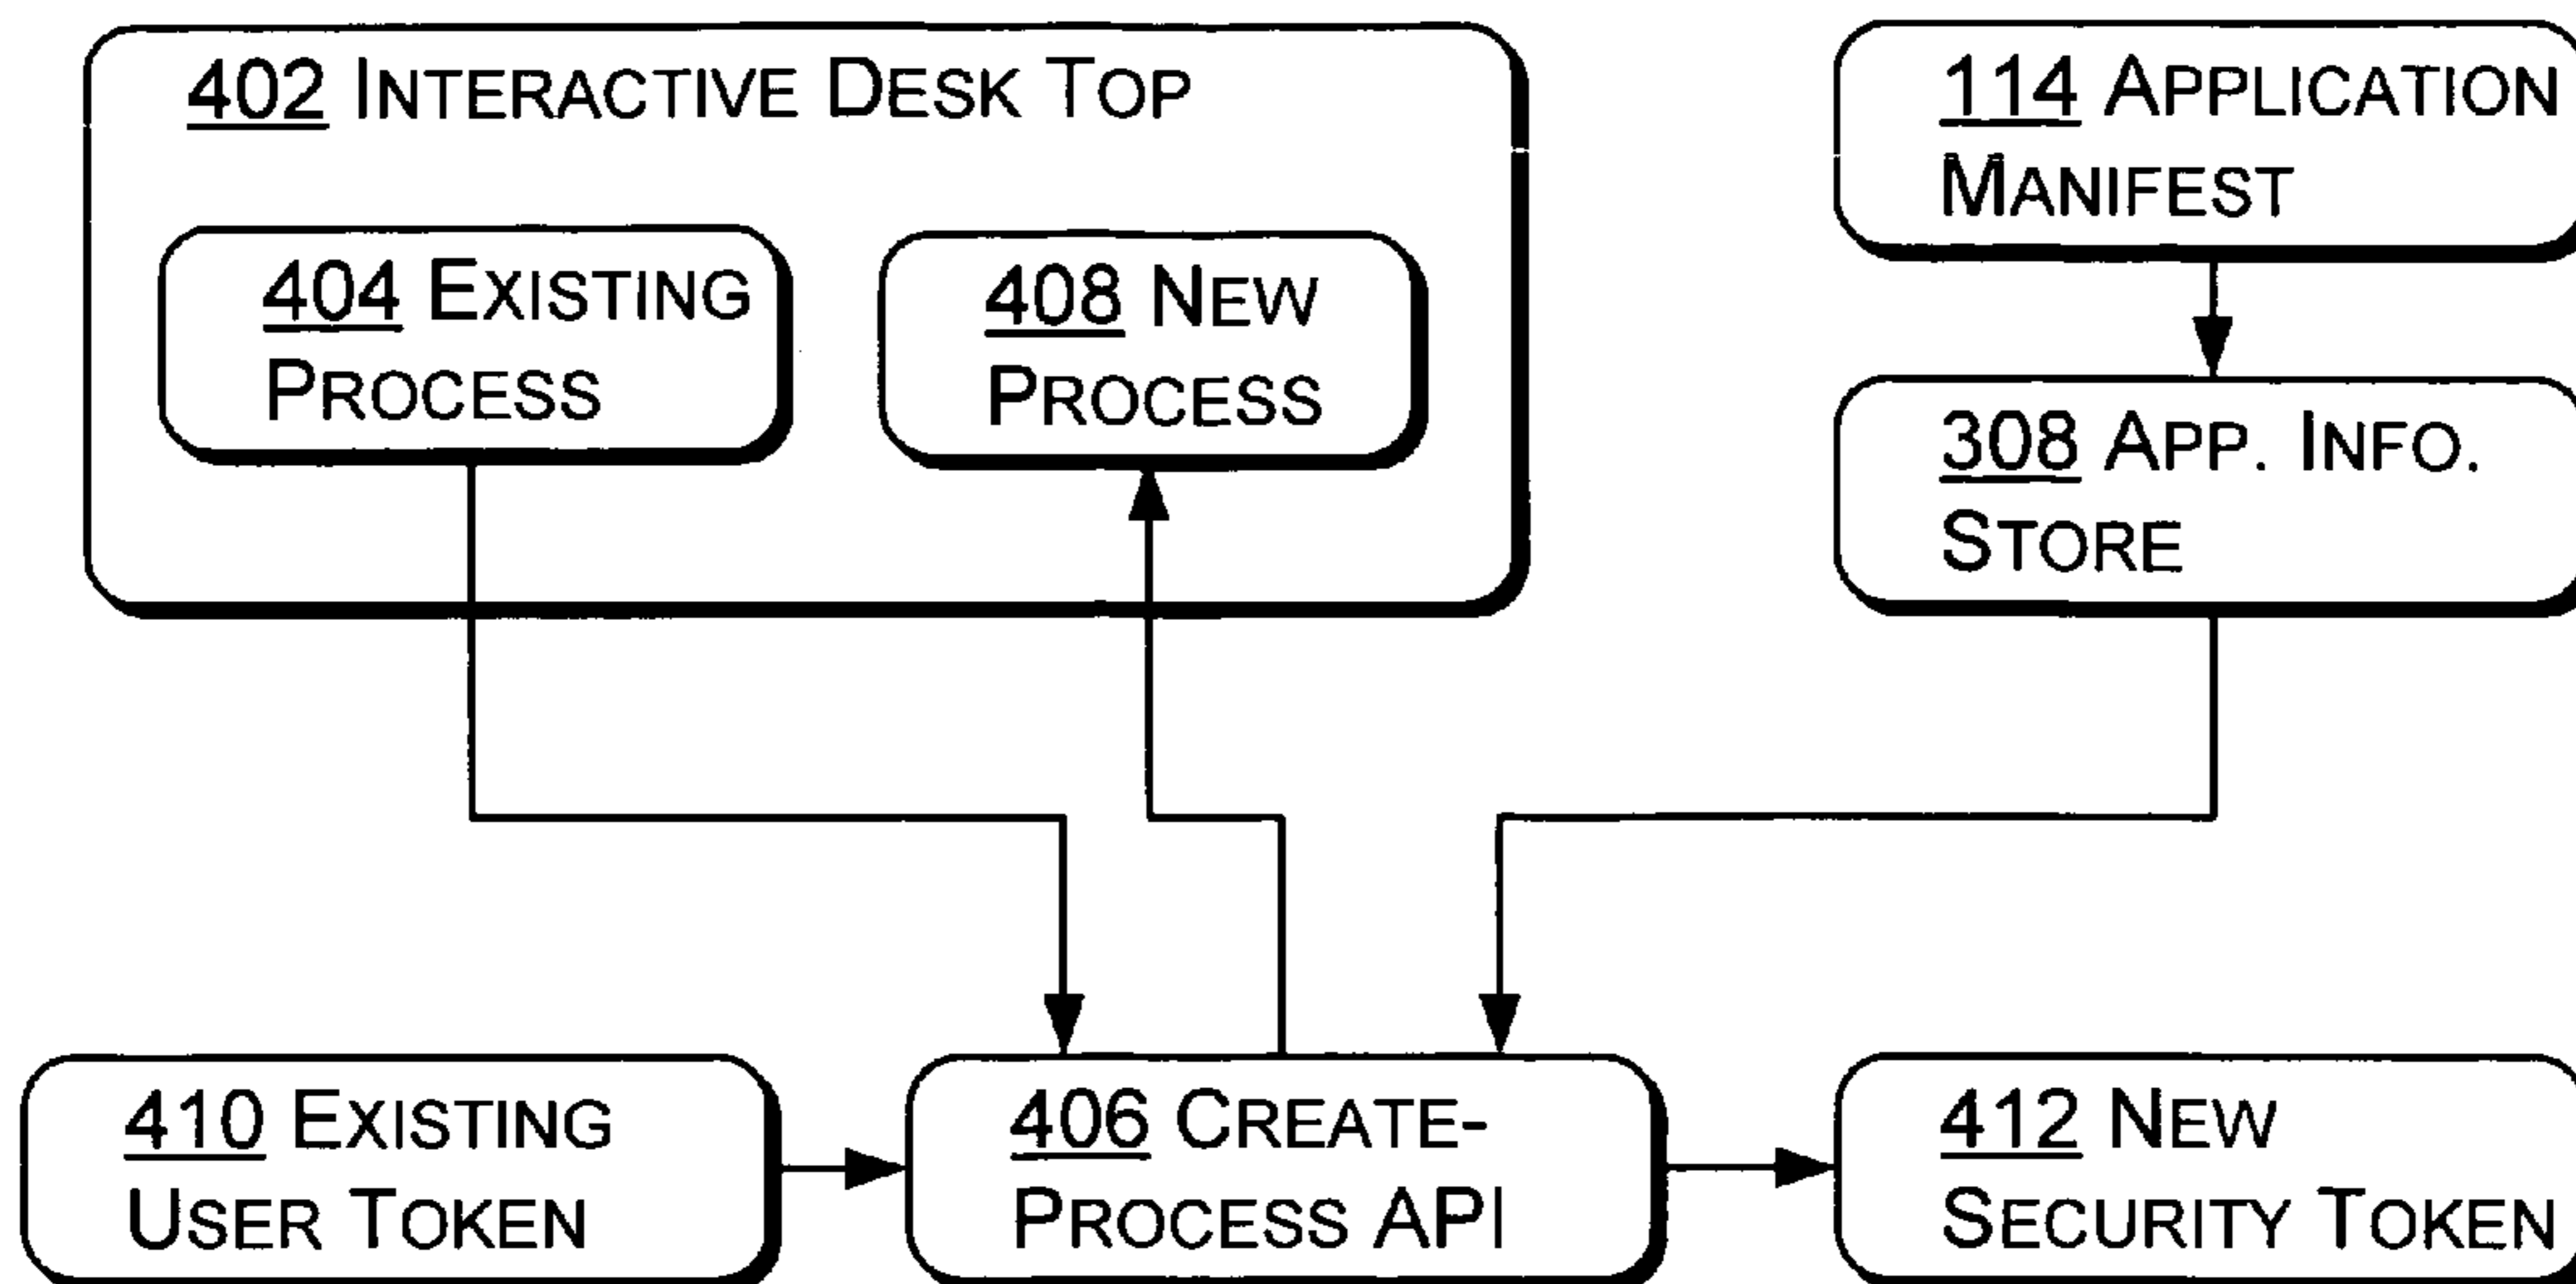 402 INTERACTIVE DESK TOP
404 EXISTING
PROCESS
408 NEW
PROCESS
114 APPLICATION
MANIFEST
308 APP. INFO.
STORE
410 EXISTING
USER TOKEN
406 CREATE-
PROCESS API
412 NEW
SECURITY TOKEN